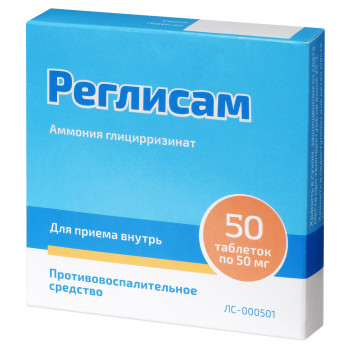 Реглисам
Аммония глицирризинат
Для приема внутрь
50
таблеток
по 50 мг
Противовоспалительное
средство
ЛС-000501